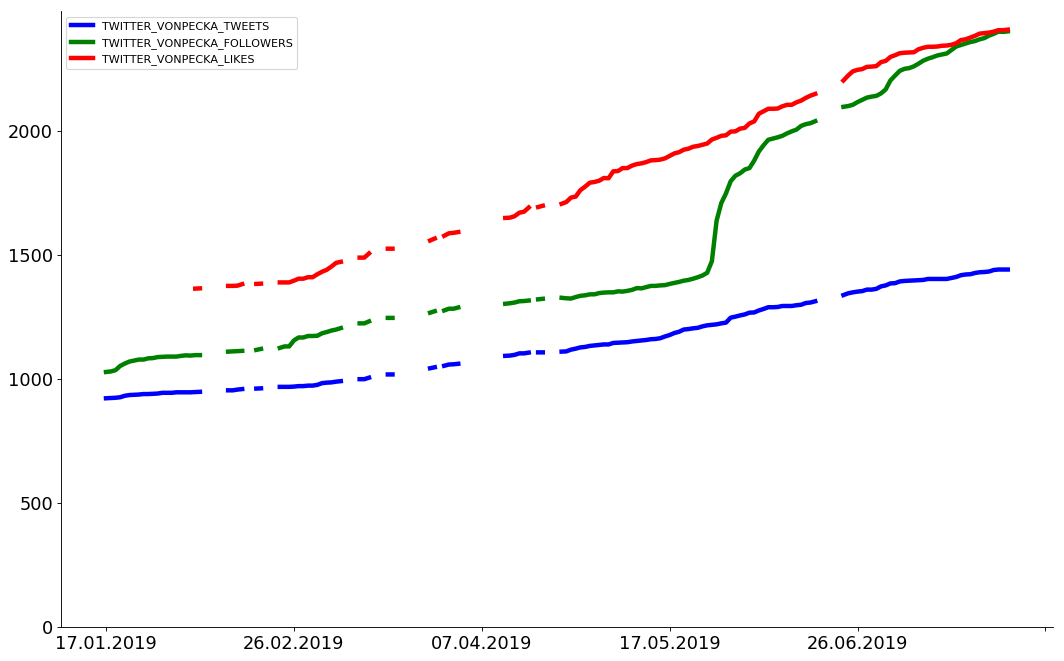 TWITTER_VONPECKA_TWEETS
TWITTER_VONPECKA_FOLLOWERS
TWITTER_VONPECKA_LIKES
2000
1500
1000
500
0
17.01.2019 26.02.2019 07.04.2019 17.05.2019 26.06.2019